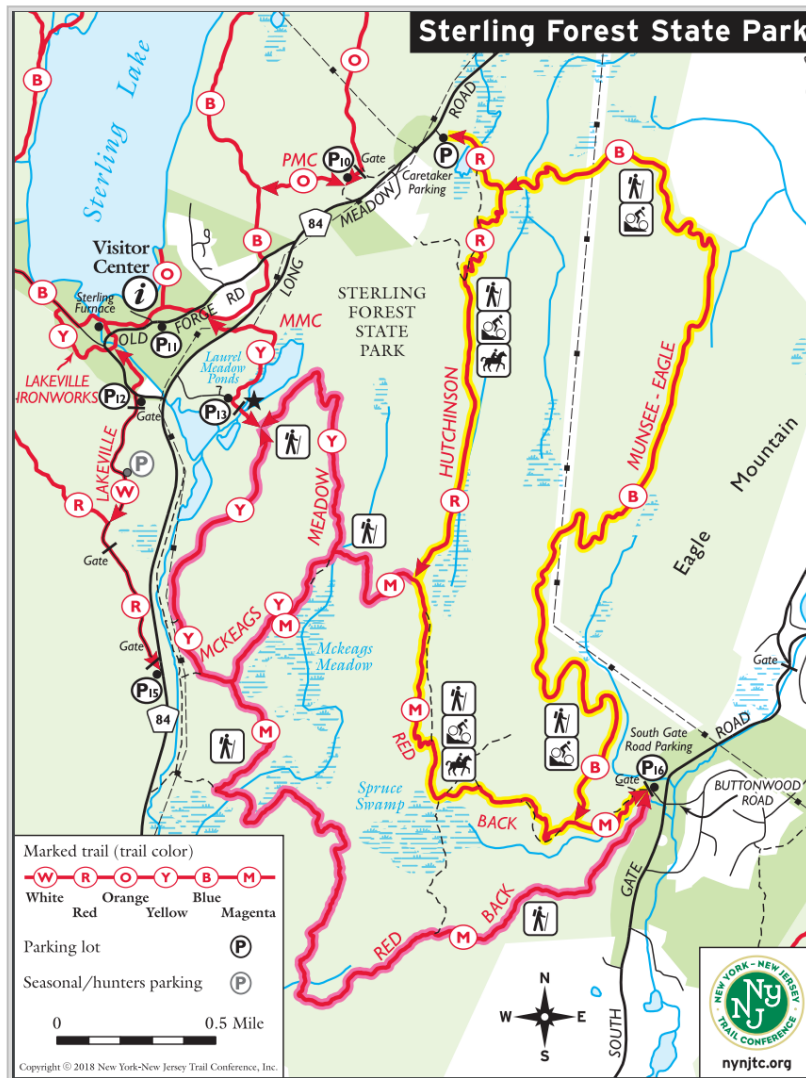 Sterling Forest State Park
B
O
B
Sterling Lake
ROAD
PMC
P10
Gate
O
P
Caretaker
Parking
R
B
MEADOW
84
Visitor
Center
i
O
B
R
B
Sterling
Furnace
OLD
FORGE
RD
LONG
STERLING
FOREST
STATE
PARK
P11
Y
LAKEVILLE
IRONWORKS
MMC
Y
Laurel
Meadow
Ponds
P12
Gate
P13
HUTCHINSON
MUNSEE - EAGLE
Eagle Mountain
LAKEVILLE
P
W
R
Y
Y
MEADOW
R
B
Gate
R
M
MCKEAGS
Y
M
Y
Mckeags
Meadow
Gate
P15
84
M
M
RED
Gate
ROAD
South Gate
Road Parking
P16
Gate
B
BUTTONWOOD
ROAD
Spruce
Swamp
BACK
M
GATE
RED
M
BACK
SOUTH
Marked trail (trail color)
W
R
O
Y
B
M
White
Red
Orange
Yellow
Blue
Magenta
Parking lot
P
Seasonal/hunters parking
P
0
0.5 Mile
N
W
E
S
NEW YORK - NEW JERSEY
NY
NJ
TRAIL CONFERENCE
nynjtc.org
Copyright © 2018 New York-New Jersey Trail Conference, Inc.